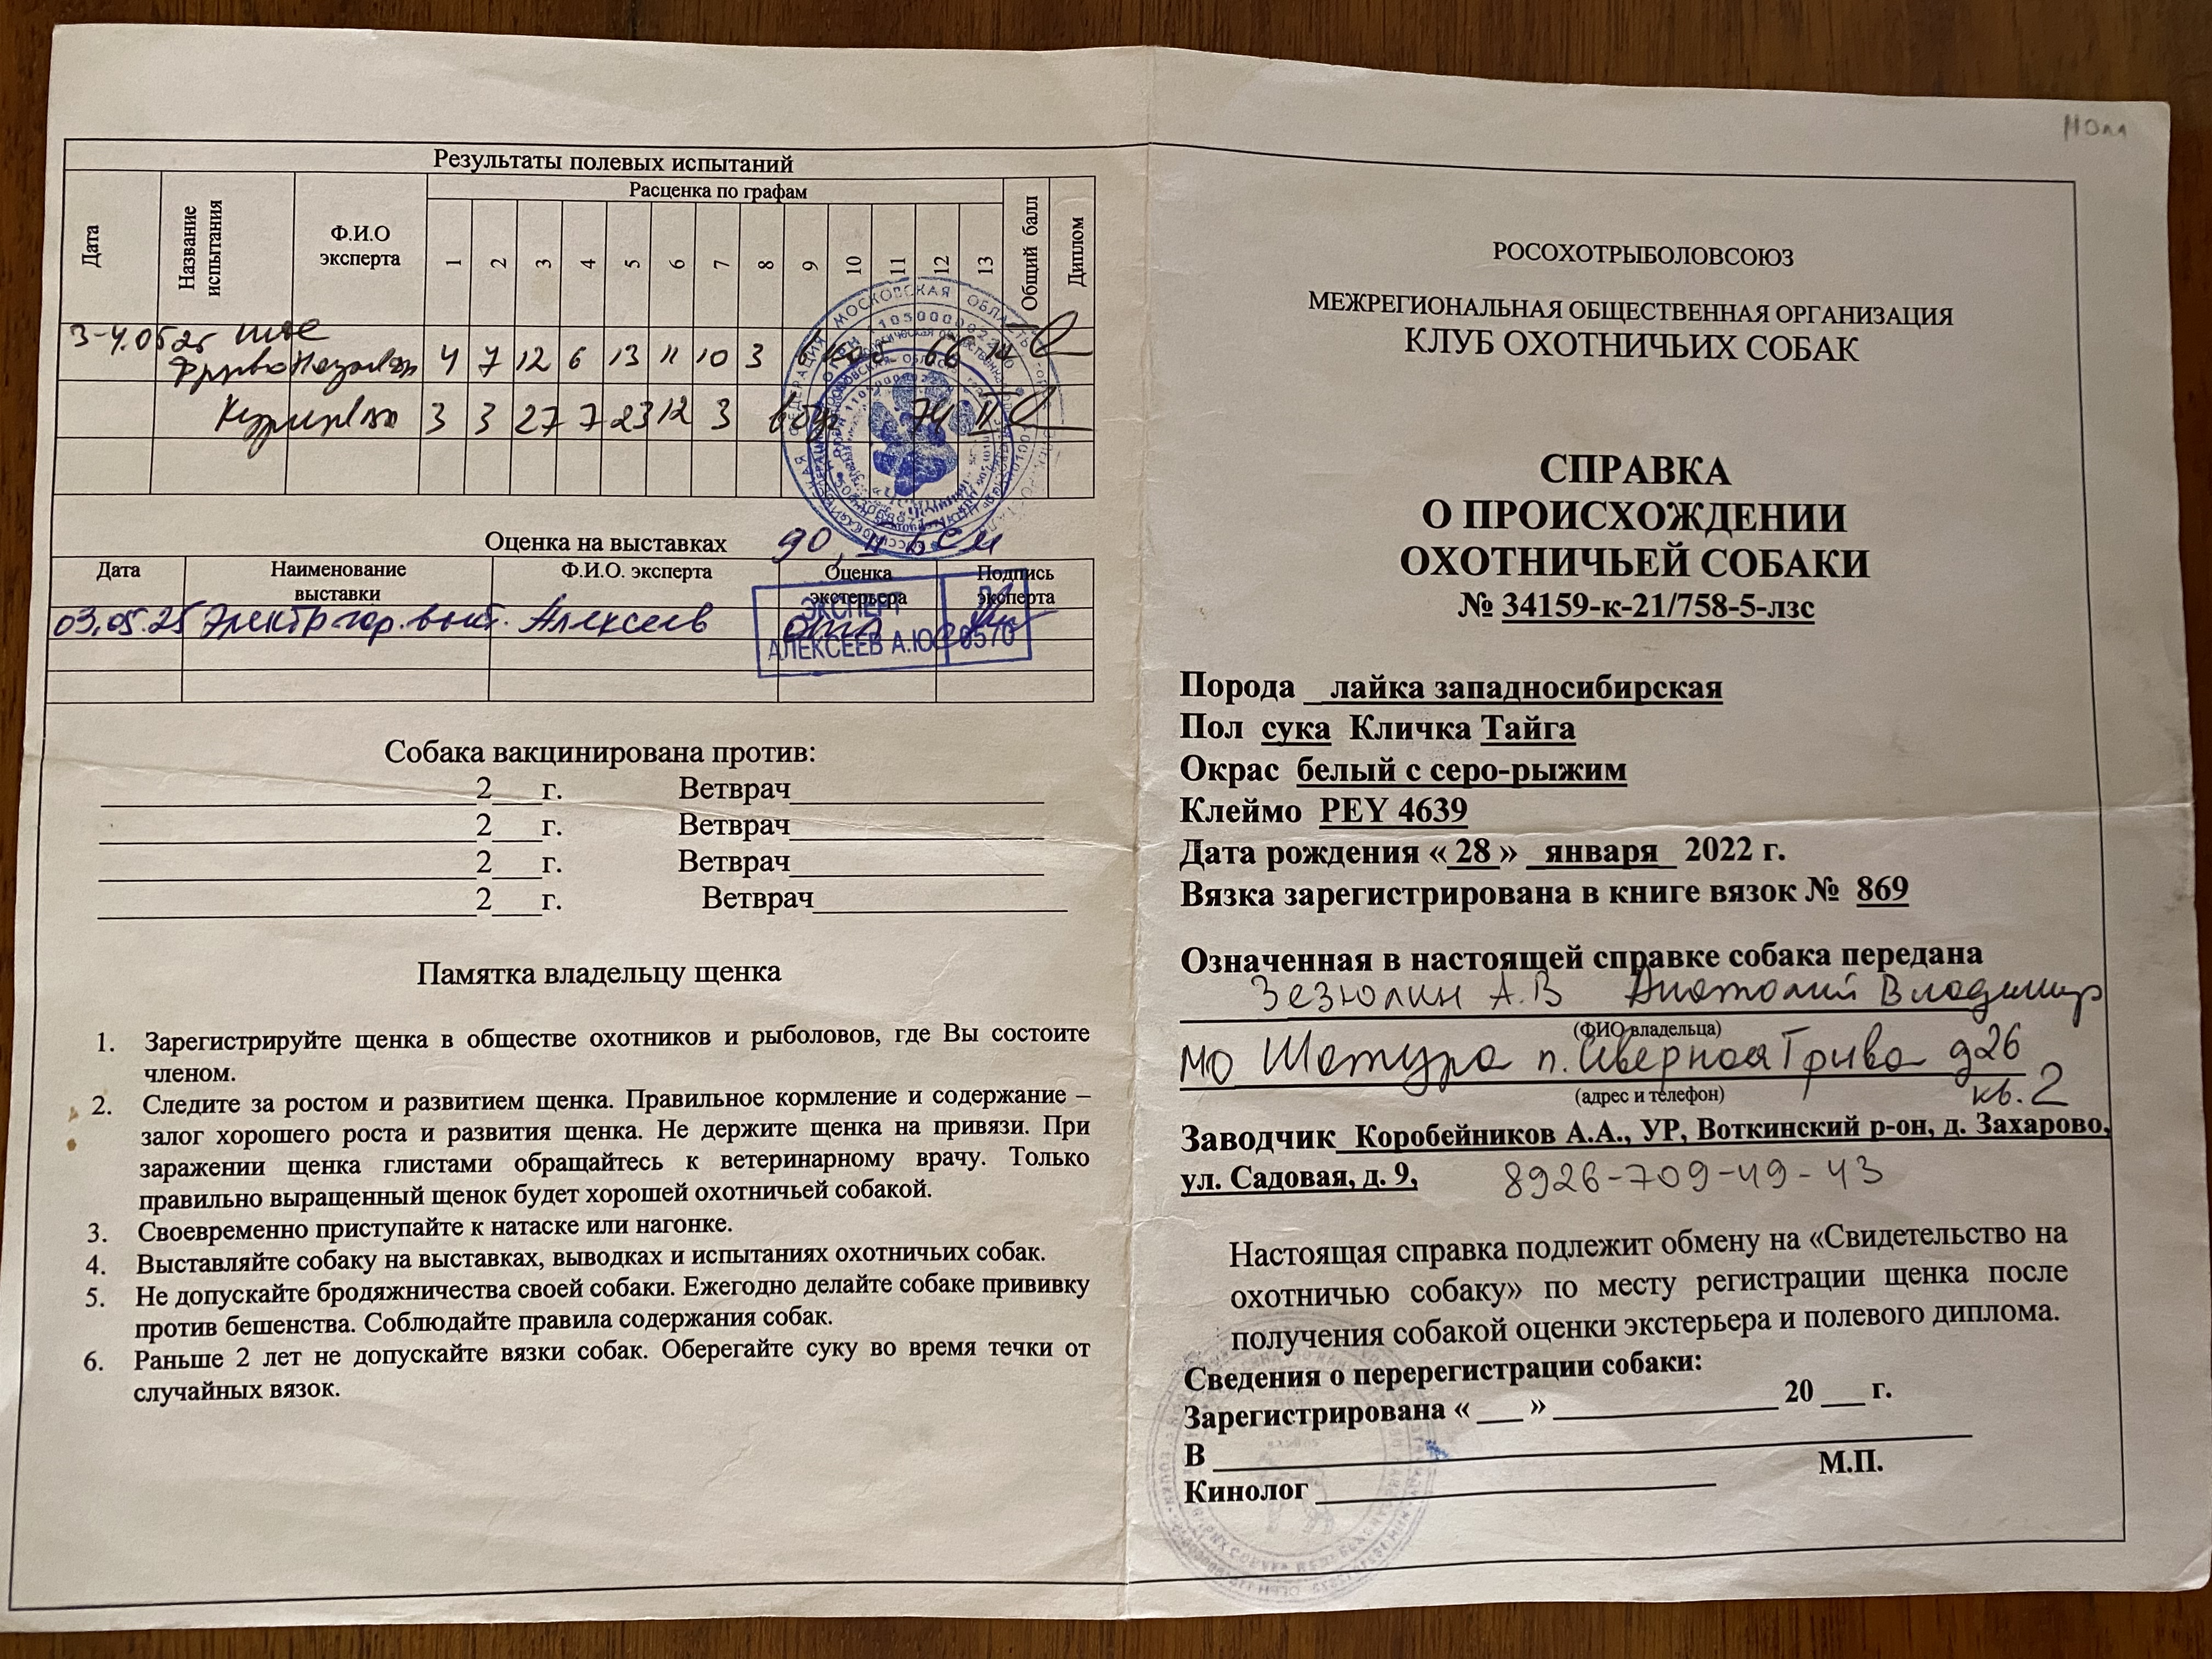 Результаты полевых испытаний
Дата Название испытания Ф.И.О эксперта Расценка по графам Общий балл Диплом
1 2 3 4 5 6 7 8 9 10 11 12 13
3-4.05.25
4 7 12 6 13 11 10 3 66
3 3 27 7 23 12 3 74 II
Оценка на выставках 90, II
Дата Наименование выставки Ф.И.О. эксперта Оценка экстерьера Подпись эксперта
03.05.25 Электргор. выст. Алексеев
ЭКСПЕРТ
АЛЕКСЕЕВ А.Ю.
Собака вакцинирована против:
2 г. Ветврач
2 г. Ветврач
2 г. Ветврач
2 г. Ветврач
Памятка владельцу щенка
1. Зарегистрируйте щенка в обществе охотников и рыболовов, где Вы состоите
членом.
2. Следите за ростом и развитием щенка. Правильное кормление и содержание –
залог хорошего роста и развития щенка. Не держите щенка на привязи. При
заражении щенка глистами обращайтесь к ветеринарному врачу. Только
правильно выращенный щенок будет хорошей охотничьей собакой.
3. Своевременно приступайте к натаске или нагонке.
4. Выставляйте собаку на выставках, выводках и испытаниях охотничьих собак.
5. Не допускайте бродяжничества своей собаки. Ежегодно делайте собаке прививку
против бешенства. Соблюдайте правила содержания собак.
6. Раньше 2 лет не допускайте вязки собак. Оберегайте суку во время течки от
случайных вязок.
РОСОХОТРЫБОЛОВСОЮЗ
МЕЖРЕГИОНАЛЬНАЯ ОБЩЕСТВЕННАЯ ОРГАНИЗАЦИЯ
КЛУБ ОХОТНИЧЬИХ СОБАК
СПРАВКА
О ПРОИСХОЖДЕНИИ
ОХОТНИЧЬЕЙ СОБАКИ
№ 34159-к-21/758-5-лзс
Порода лайка западносибирская
Пол сука Кличка Тайга
Окрас белый с серо-рыжим
Клеймо PEY 4639
Дата рождения « 28 » января 2022 г.
Вязка зарегистрирована в книге вязок № 869
Означенная в настоящей справке собака передана
Зезюлин А.В Анатолий Владимир
(ФИО владельца)
МО Шатура п. Северная Грива д26
(адрес и телефон) кв.2
Заводчик Коробейников А.А., УР, Воткинский р-он, д. Захарово,
ул. Садовая, д. 9, 8926-709-49-43
Настоящая справка подлежит обмену на «Свидетельство на
охотничью собаку» по месту регистрации щенка после
получения собакой оценки экстерьера и полевого диплома.
Сведения о перерегистрации собаки:
Зарегистрирована « » 20 г.
В
М.П.
Кинолог